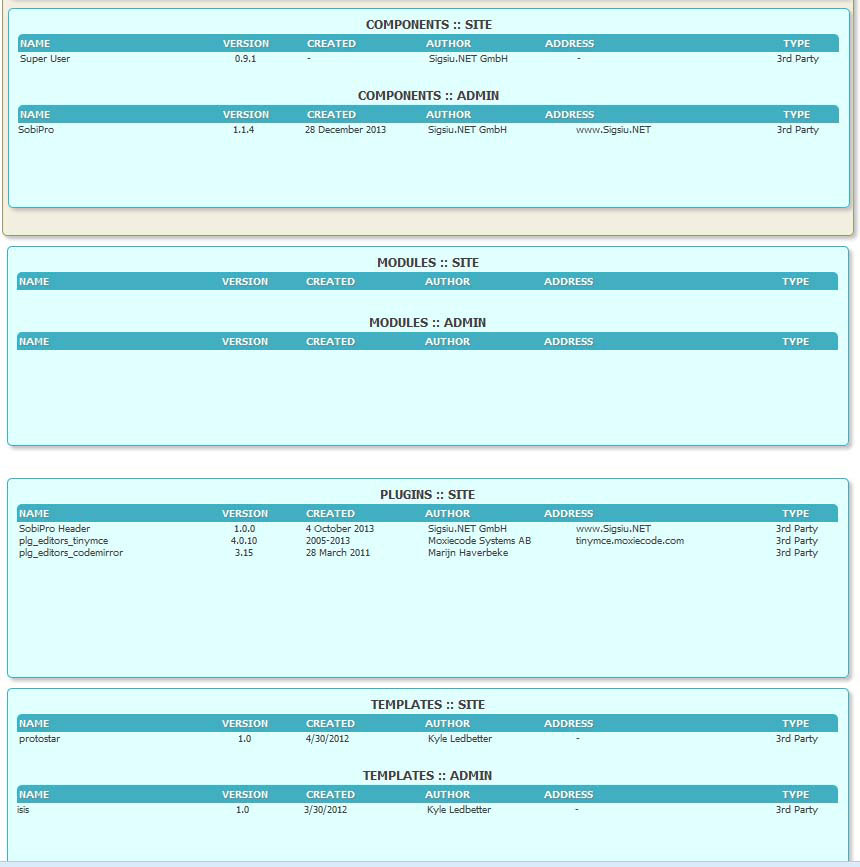 COMPONENTS :: SITE
NAME VERSION CREATED AUTHOR ADDRESS TYPE
Super User 0.9.1 - Sigsiu.NET GmbH - 3rd Party
COMPONENTS :: ADMIN
NAME VERSION CREATED AUTHOR ADDRESS TYPE
SobiPro 1.1.4 28 December 2013 Sigsiu.NET GmbH www.Sigsiu.NET 3rd Party
MODULES :: SITE
NAME VERSION CREATED AUTHOR ADDRESS TYPE
MODULES :: ADMIN
NAME VERSION CREATED AUTHOR ADDRESS TYPE
PLUGINS :: SITE
NAME VERSION CREATED AUTHOR ADDRESS TYPE
SobiPro Header 1.0.0 4 October 2013 Sigsiu.NET GmbH www.Sigsiu.NET 3rd Party
plg_editors_tinymce 4.0.10 2005-2013 Moxiecode Systems AB tinymce.moxiecode.com 3rd Party
plg_editors_codemirror 3.15 28 March 2011 Marijn Haverbeke 3rd Party
TEMPLATES :: SITE
NAME VERSION CREATED AUTHOR ADDRESS TYPE
protostar 1.0 4/30/2012 Kyle Ledbetter - 3rd Party
TEMPLATES :: ADMIN
NAME VERSION CREATED AUTHOR ADDRESS TYPE
isis 1.0 3/30/2012 Kyle Ledbetter - 3rd Party